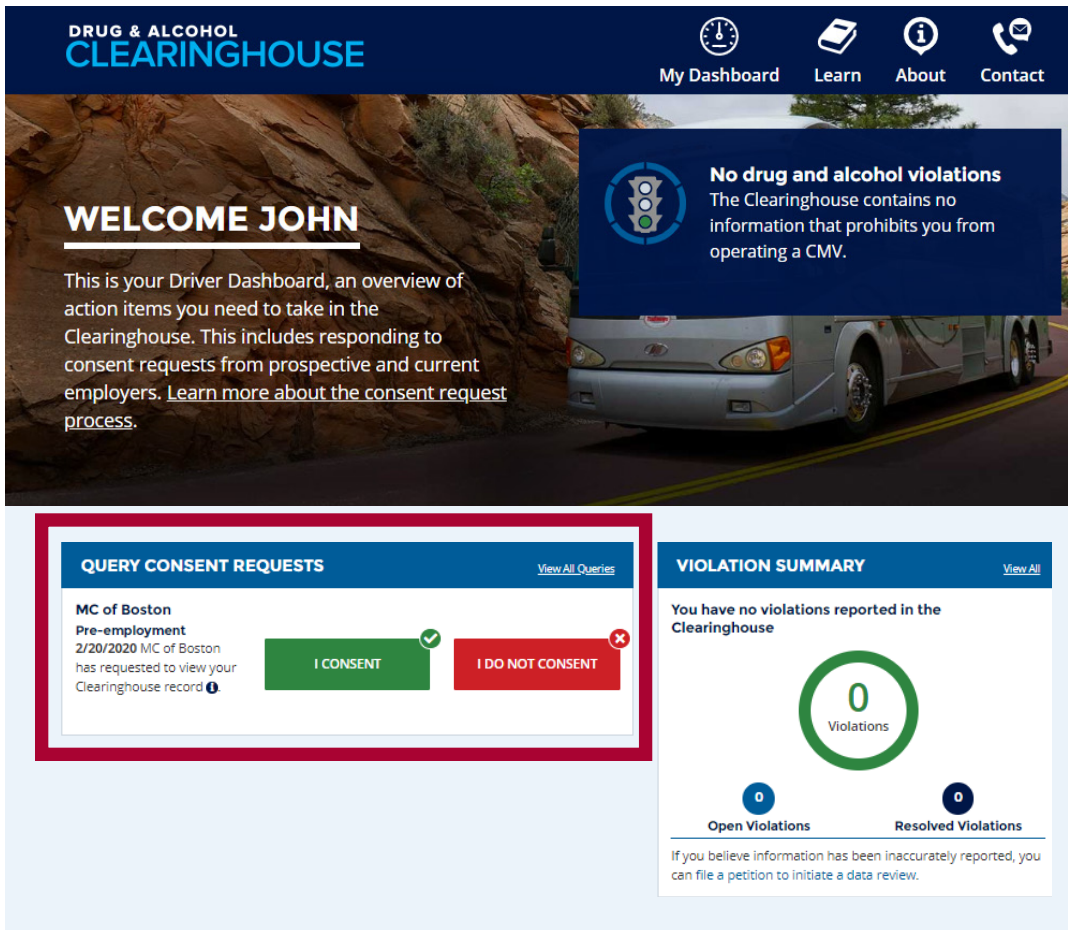 DRUG & ALCOHOL
CLEARINGHOUSE
My Dashboard
Learn
About
Contact
WELCOME JOHN
This is your Driver Dashboard, an overview of
action items you need to take in the
Clearinghouse. This includes responding to
consent requests from prospective and current
employers. Learn more about the consent request
process.
No drug and alcohol violations
The Clearinghouse contains no
information that prohibits you from
operating a CMV.
QUERY CONSENT REQUESTS
View All Queries
MC of Boston
Pre-employment
2/20/2020 MC of Boston
has requested to view your
Clearinghouse record
I CONSENT
I DO NOT CONSENT
VIOLATION SUMMARY
View All
You have no violations reported in the
Clearinghouse
0
Violations
0
Open Violations
0
Resolved Violations
If you believe information has been inaccurately reported, you
can file a petition to initiate a data review.